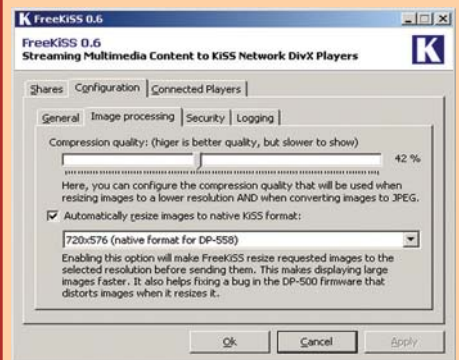 K FreeKiSS 0.6
FreeKiSS 0.6
Streaming Multimedia Content to KiSS Network DivX Players
K
Shares Configuration Connected Players
General Image processing Security Logging
Compression quality: (higer is better quality, but slower to show)
42 %
Here, you can configure the compression quality that will be used when
resizing images to a lower resolution AND when converting images to JPEG.
Automatically resize images to native KiSS format:
720x576 (native format for DP-558)
Enabling this option will make FreeKiSS resize requested images to the
selected resolution before sending them. This makes displaying large
images faster. It also helps fixing a bug in the DP-500 firmware that
distorts images when it resizes it.
Ok Cancel Apply